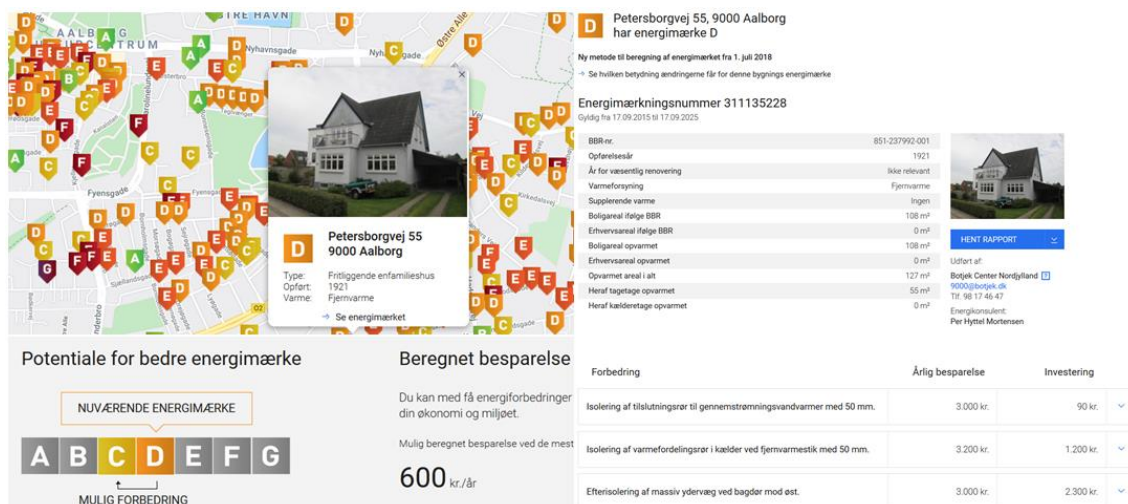 ØSTRE HAVN
Østre Alle
AALBORG
CENTRUM
Nyhavnsgade
Fyensgade
Sjællandsgade
Bornholmsgade
Samsøgade
Sejrøgade
Lyøgade
Kirkedalsvej
O2
Petersborgvej 55
9000 Aalborg
Type: Fritliggende enfamilieshus
Opført: 1921
Varme: Fjernvarme
→ Se energimærket
D
Petersborgvej 55, 9000 Aalborg
har energimærke D
Ny metode til beregning af energimærket fra 1. juli 2018
→ Se hvilken betydning ændringerne får for denne bygnings energimærke
Energimærkningsnummer 311135228
Gyldig fra 17.09.2015 til 17.09.2025
BBR-nr. 851-237992-001
Opførelsesår 1921
År for væsentlig renovering Ikke relevant
Varmeforsyning Fjernvarme
Supplerende varme Ingen
Boligareal ifølge BBR 108 m²
Erhvervsareal ifølge BBR 0 m²
Boligareal opvarmet 108 m²
Erhvervsareal opvarmet 0 m²
Opvarmet areal i alt 127 m²
Heraf tagetage opvarmet 55 m²
Heraf kælderetage opvarmet 0 m²
HENT RAPPORT
Udført af:
Botjek Center Nordjylland ?
9000@botjek.dk
Tlf. 98 17 46 47
Energikonsulent:
Per Hyttel Mortensen
Potentiale for bedre energimærke
NUVÆRENDE ENERGIMÆRKE
A B C D E F G
MULIG FORBEDRING
Beregnet besparelse
Du kan med få energiforbedringer
din økonomi og miljøet.
Mulig beregnet besparelse ved de mest
600 kr./år
Forbedring Årlig besparelse Investering
Isolering af tilslutningsrør til gennemstrømningsvandvarmer med 50 mm. 3.000 kr. 90 kr.
Isolering af varmefordelingsrør i kælder ved fjernvarmestik med 50 mm. 3.200 kr. 1.200 kr.
Efterisolering af massiv ydervæg ved bagdør mod øst. 3.000 kr. 2.300 kr.